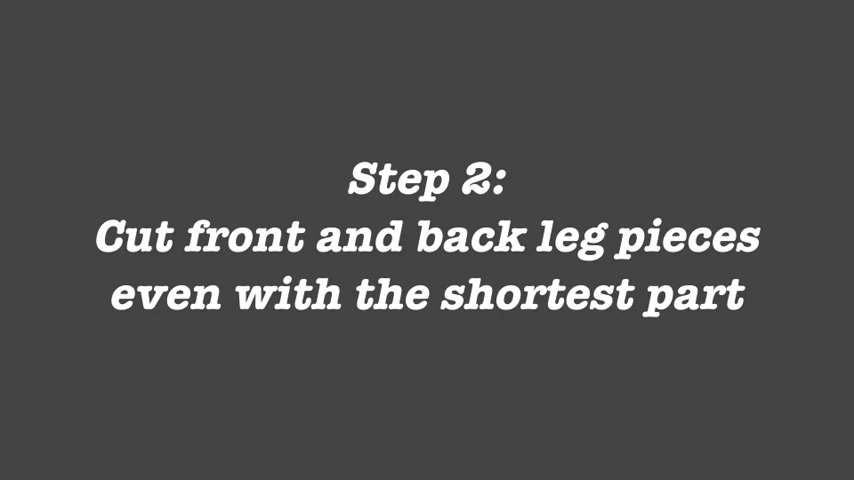 Step 2:
Cut front and back leg pieces
even with the shortest part